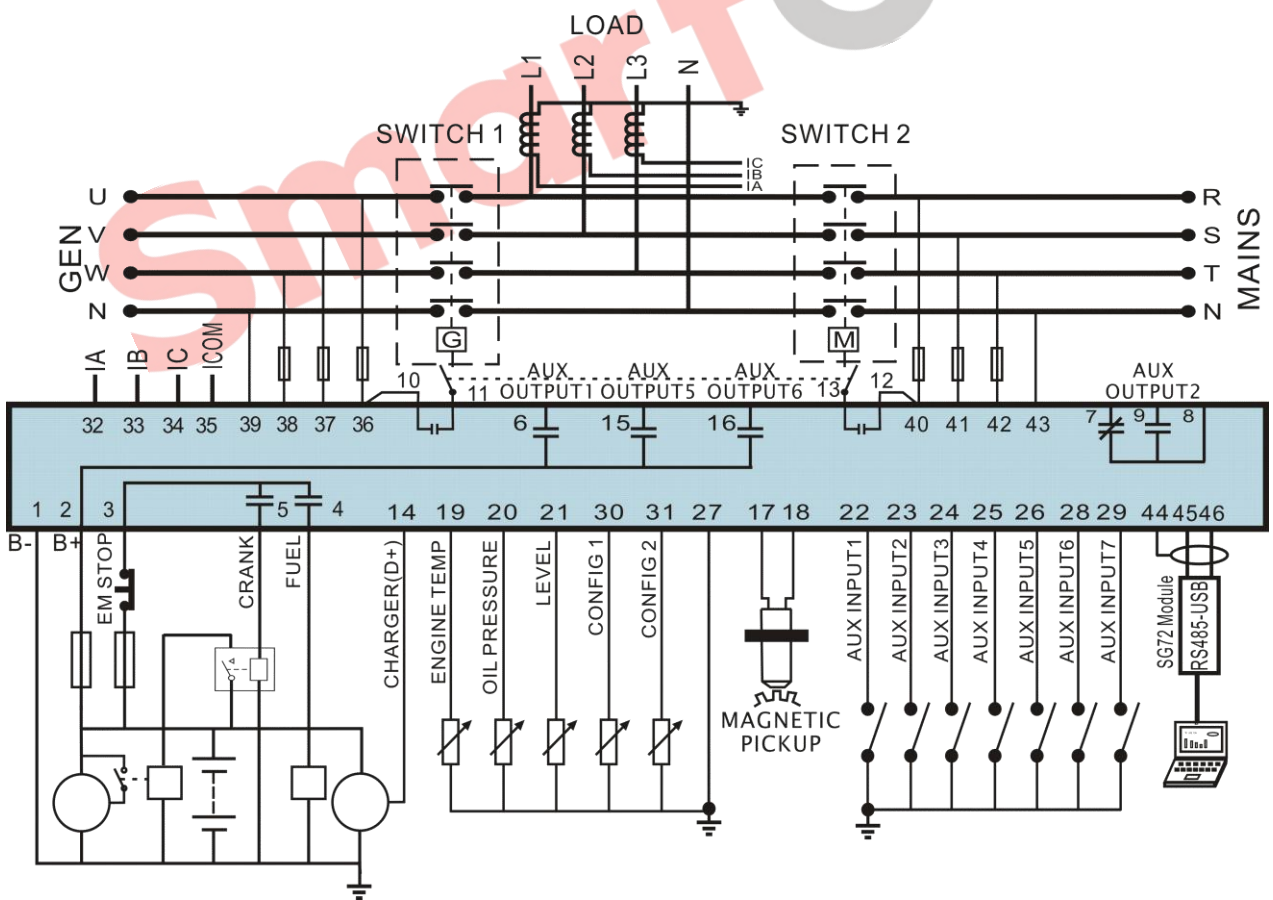 Smart
LOAD
L1 L2 L3 N
SWITCH 1
SWITCH 2
IC
IB
IA
GEN
U
V
W
N
MAINS
R
S
T
N
G
M
IA IB IC ICOM
10 11
AUX OUTPUT1
AUX OUTPUT5
AUX OUTPUT6
13 12
AUX OUTPUT2
32 33 34 35 39 38 37 36 6 15 16 40 41 42 43 7 9 8
1 2 3 5 4 14 19 20 21 30 31 27 17 18 22 23 24 25 26 28 29 44 45 46
B-
B+
EM STOP
CRANK
FUEL
CHARGER(D+)
ENGINE TEMP
OIL PRESSURE
LEVEL
CONFIG 1
CONFIG 2
MAGNETIC
PICKUP
AUX INPUT1
AUX INPUT2
AUX INPUT3
AUX INPUT4
AUX INPUT5
AUX INPUT6
AUX INPUT7
SG72 Module
RS485-USB